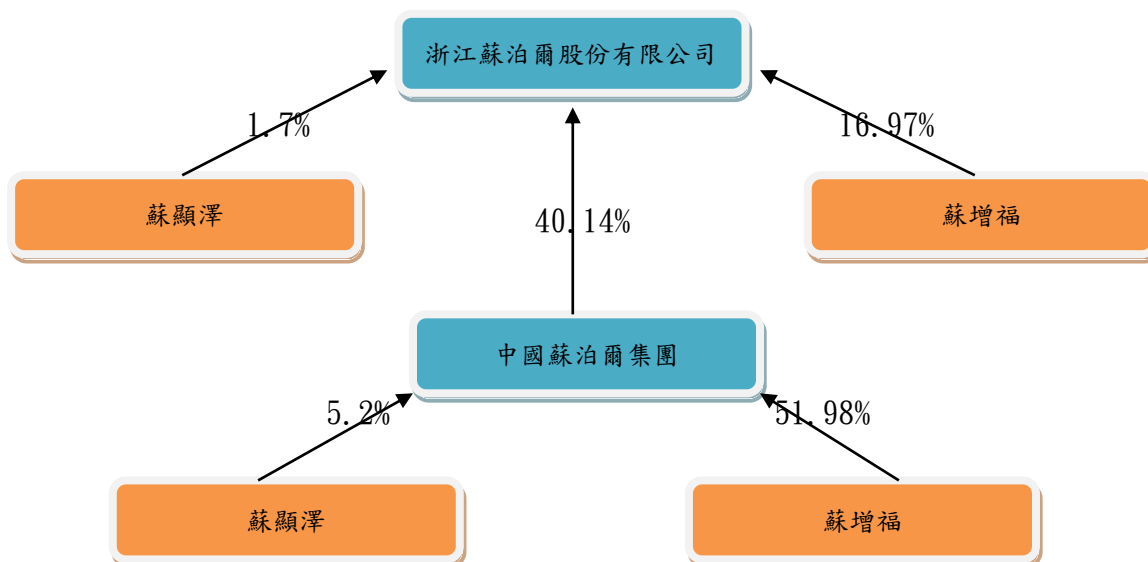 浙江蘇泊爾股份有限公司
1.7%
16.97%
蘇顯澤
蘇增福
40.14%
中國蘇泊爾集團
5.2%
51.98%
蘇顯澤
蘇增福